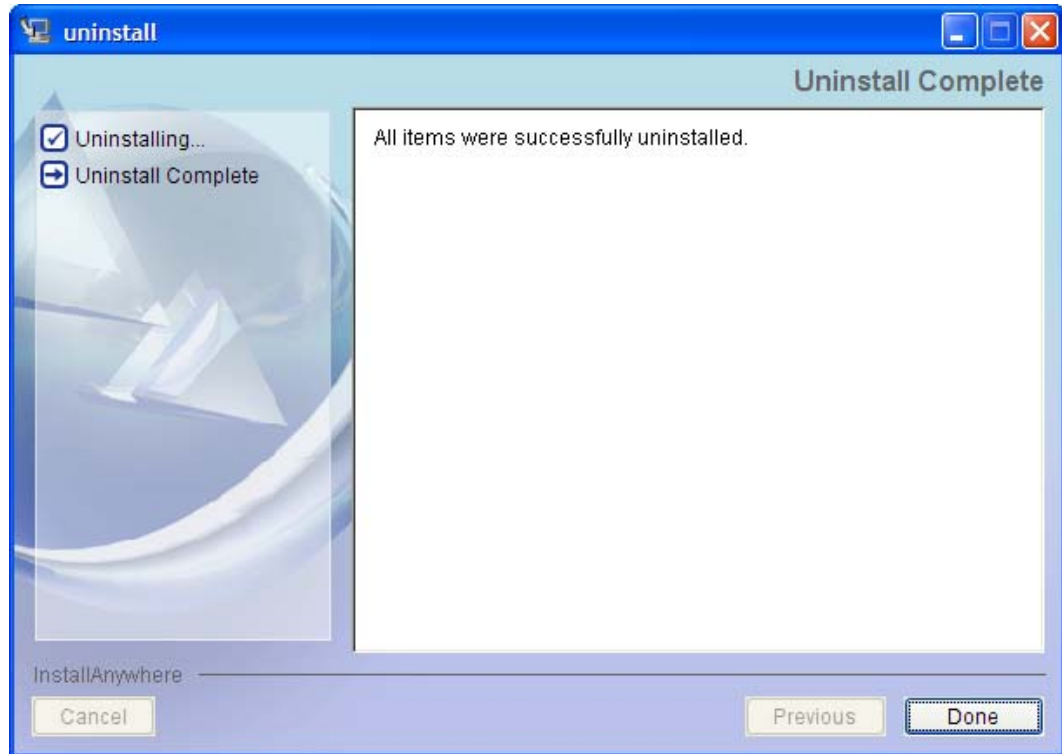 uninstall
Uninstall Complete
Uninstalling...
Uninstall Complete
All items were successfully uninstalled.
InstallAnywhere
Cancel
Previous
Done